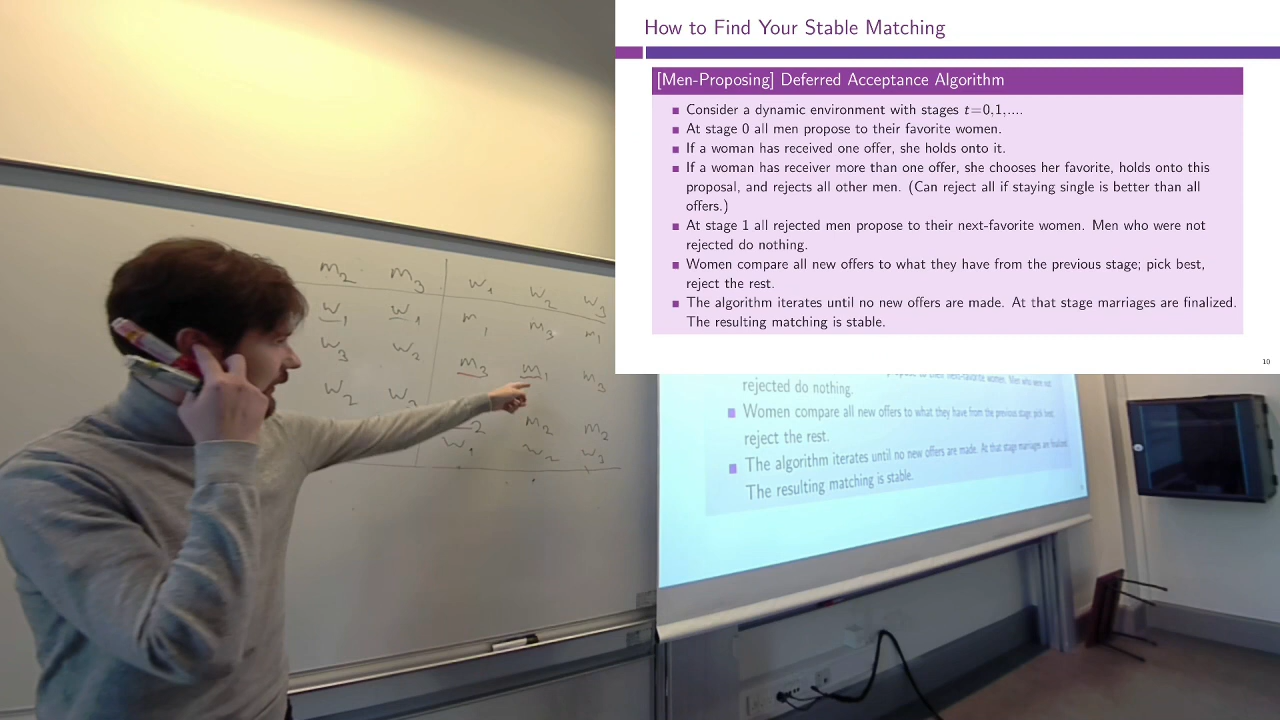 How to Find Your Stable Matching
[Men-Proposing] Deferred Acceptance Algorithm
Consider a dynamic environment with stages t=0,1,....
At stage 0 all men propose to their favorite women.
If a woman has received one offer, she holds onto it.
If a woman has receiver more than one offer, she chooses her favorite, holds onto this
proposal, and rejects all other men. (Can reject all if staying single is better than all
offers.)
At stage 1 all rejected men propose to their next-favorite women. Men who were not
rejected do nothing.
Women compare all new offers to what they have from the previous stage; pick best,
reject the rest.
The algorithm iterates until no new offers are made. At that stage marriages are finalized.
The resulting matching is stable.
10
m₂ m₃ w₁ w₂ w₃
w₁ w₁ m₁ m₃ m₁
w₃ w₂ m₃ m₁ m₃
w₂ m₂ m₂
w₁ w₂ w₃
rejected do nothing.
Women compare all new offers to what they have from the previous stage; pick best,
reject the rest.
The algorithm iterates until no new offers are made. At that stage marriages are finalized.
The resulting matching is stable.